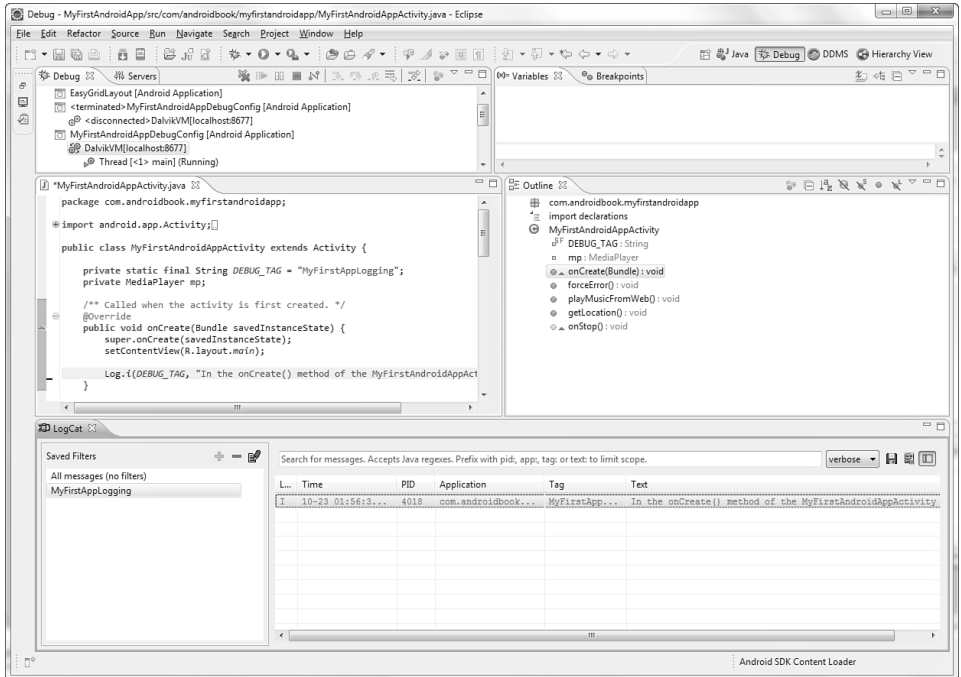 Debug - MyFirstAndroidApp/src/com/androidbook/myfirstandroidapp/MyFirstAndroidAppActivity.java - Eclipse
File Edit Refactor Source Run Navigate Search Project Window Help
Java Debug DDMS Hierarchy View
Debug Servers
EasyGridLayout [Android Application]
<terminated>MyFirstAndroidAppDebugConfig [Android Application]
<disconnected>DalvikVM[localhost:8677]
MyFirstAndroidAppDebugConfig [Android Application]
DalvikVM[localhost:8677]
Thread [<1> main] (Running)
(x)= Variables Breakpoints
*MyFirstAndroidAppActivity.java
package com.androidbook.myfirstandroidapp;
import android.app.Activity;
public class MyFirstAndroidAppActivity extends Activity {
private static final String DEBUG_TAG = "MyFirstAppLogging";
private MediaPlayer mp;
/** Called when the activity is first created. */
@Override
public void onCreate(Bundle savedInstanceState) {
super.onCreate(savedInstanceState);
setContentView(R.layout.main);
Log.i(DEBUG_TAG, "In the onCreate() method of the MyFirstAndroidAppAct
}
Outline
com.androidbook.myfirstandroidapp
import declarations
MyFirstAndroidAppActivity
DEBUG_TAG : String
mp : MediaPlayer
onCreate(Bundle) : void
forceError() : void
playMusicFromWeb() : void
getLocation() : void
onStop() : void
LogCat
Saved Filters
All messages (no filters)
MyFirstAppLogging
Search for messages. Accepts Java regexes. Prefix with pid:, app:, tag: or text: to limit scope.
verbose
L... Time PID Application Tag Text
I 10-23 01:56:3... 4018 com.androidbook... MyFirstApp... In the onCreate() method of the MyFirstAndroidAppActivity
Android SDK Content Loader